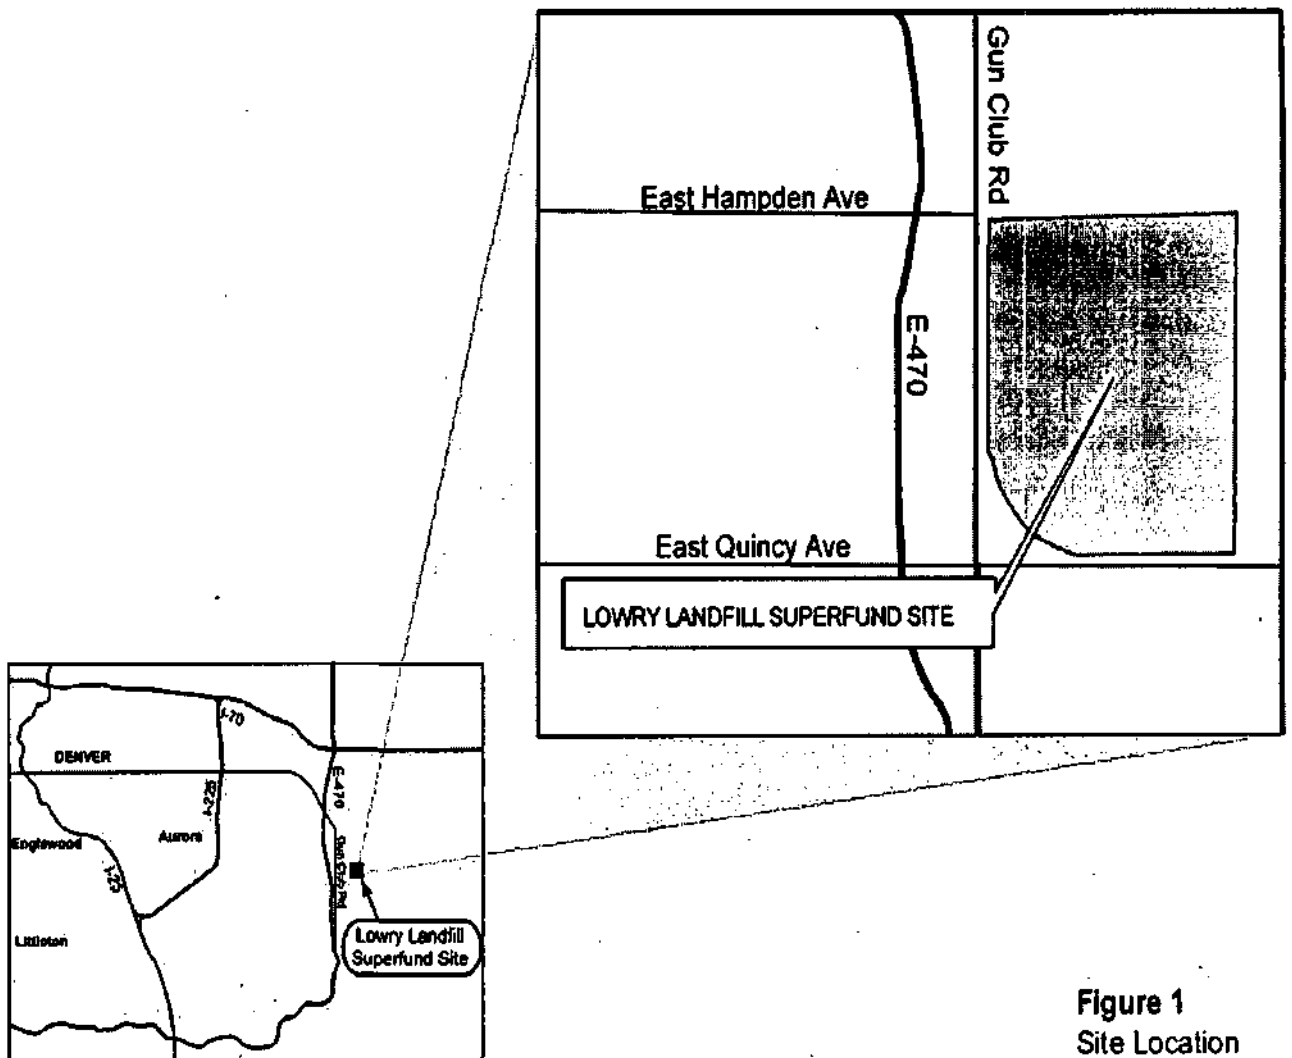 Gun Club Rd
East Hampden Ave
E-470
East Quincy Ave
LOWRY LANDFILL SUPERFUND SITE
I-70
DENVER
E-470
I-225
Aurora
Englewood
Gun Club Rd
I-25
Littleton
Lowry Landfill
Superfund Site
Figure 1
Site Location